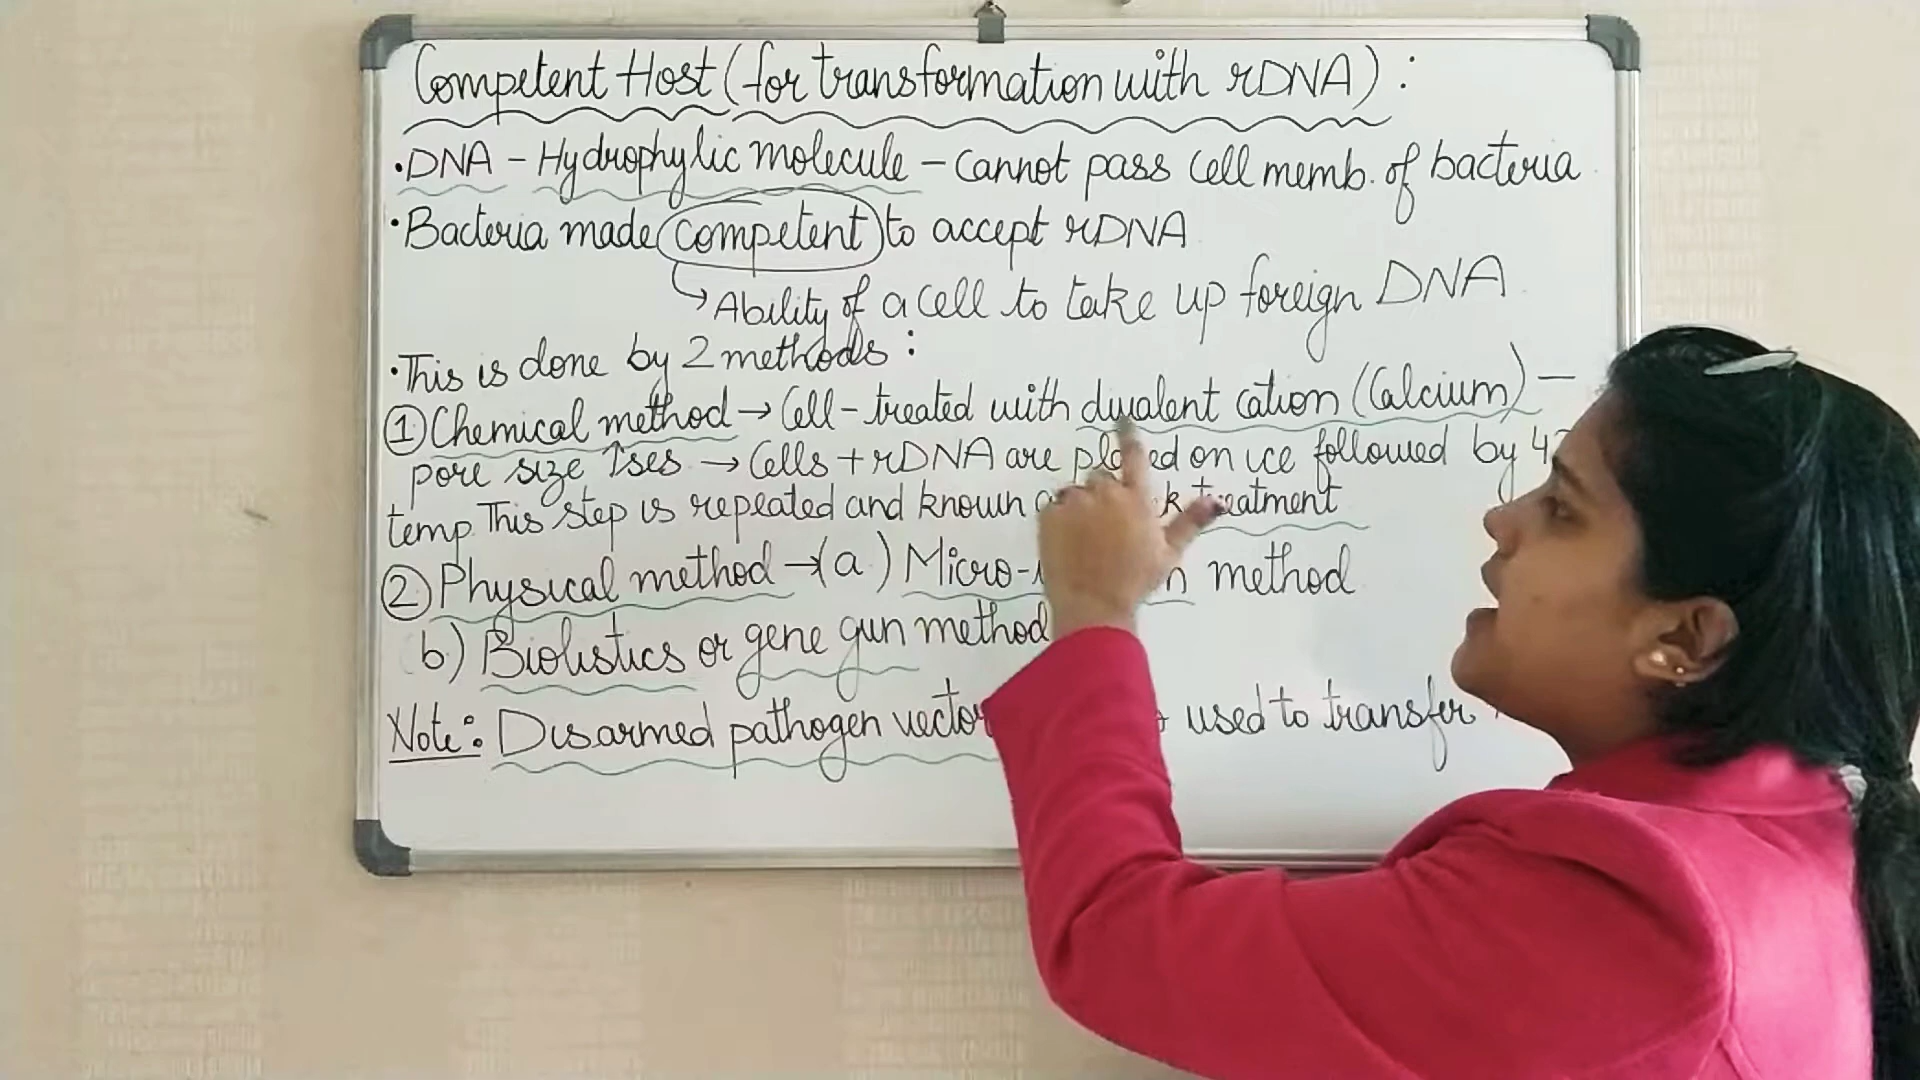 Competent Host (for transformation with rDNA) :
• DNA - Hydrophylic molecule - Cannot pass cell memb. of bacteria
• Bacteria made competent to accept rDNA
↳ Ability of a cell to take up foreign DNA
• This is done by 2 methods :
① Chemical method → Cell - treated with divalent cation (Calcium) -
pore size ↑ses → Cells + rDNA are placed on ice followed by
temp. This step is repeated and known treatment
② Physical method → (a) Micro- method
b) Biolistics or gene gun method
Note : Disarmed pathogen vector used to transfer